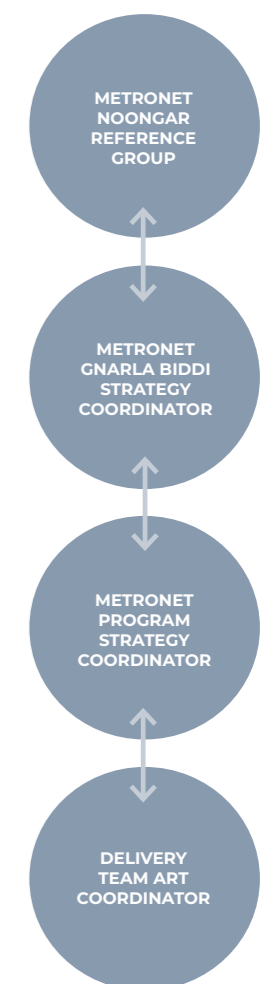 METRONET
NOONGAR
REFERENCE
GROUP
METRONET
GNARLA BIDDI
STRATEGY
COORDINATOR
METRONET
PROGRAM
STRATEGY
COORDINATOR
DELIVERY
TEAM ART
COORDINATOR